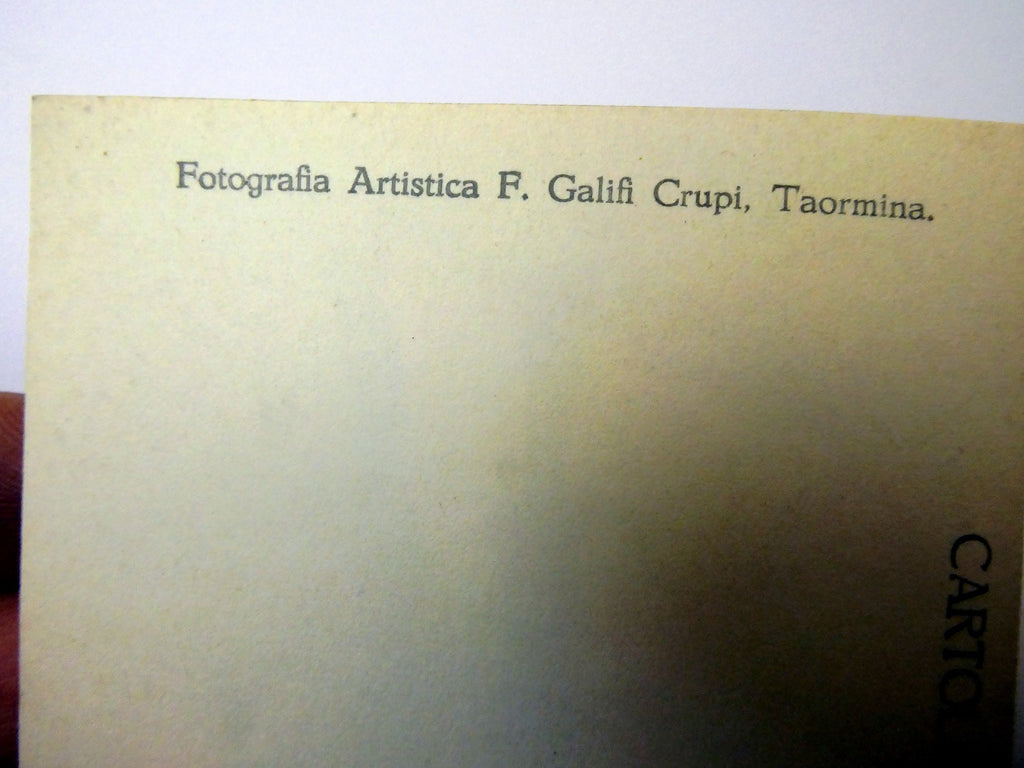 Fotografia Artistica F. Galifi Crupi, Taormina.
CARTO